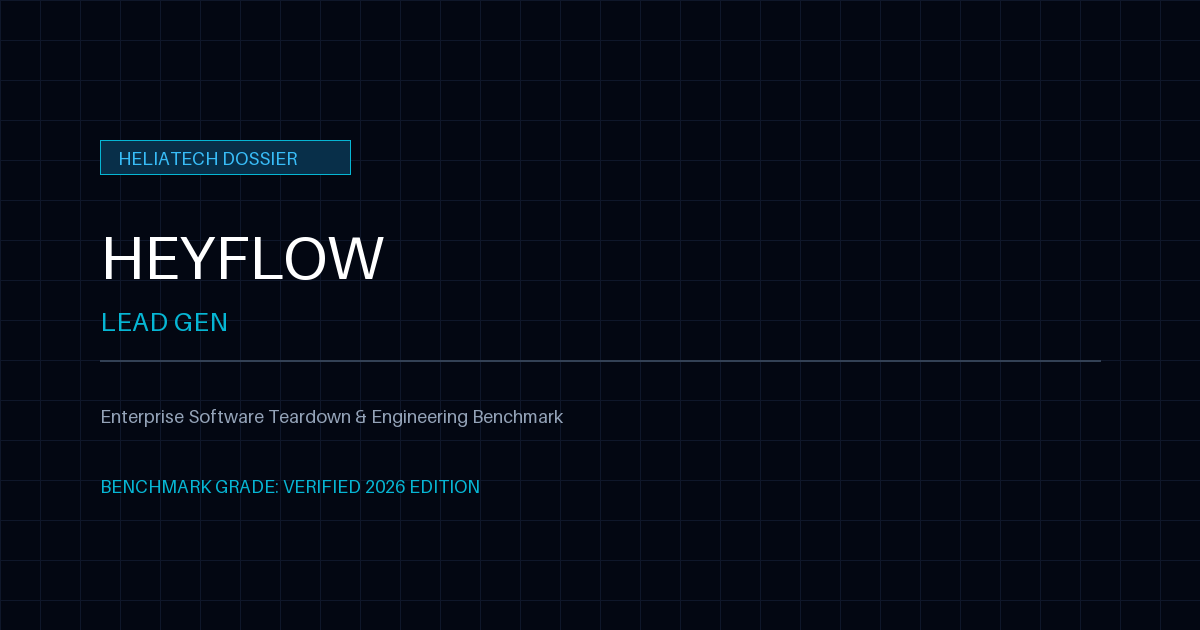 HELIATECH DOSSIER
HEYFLOW
LEAD GEN
Enterprise Software Teardown & Engineering Benchmark
BENCHMARK GRADE: VERIFIED 2026 EDITION